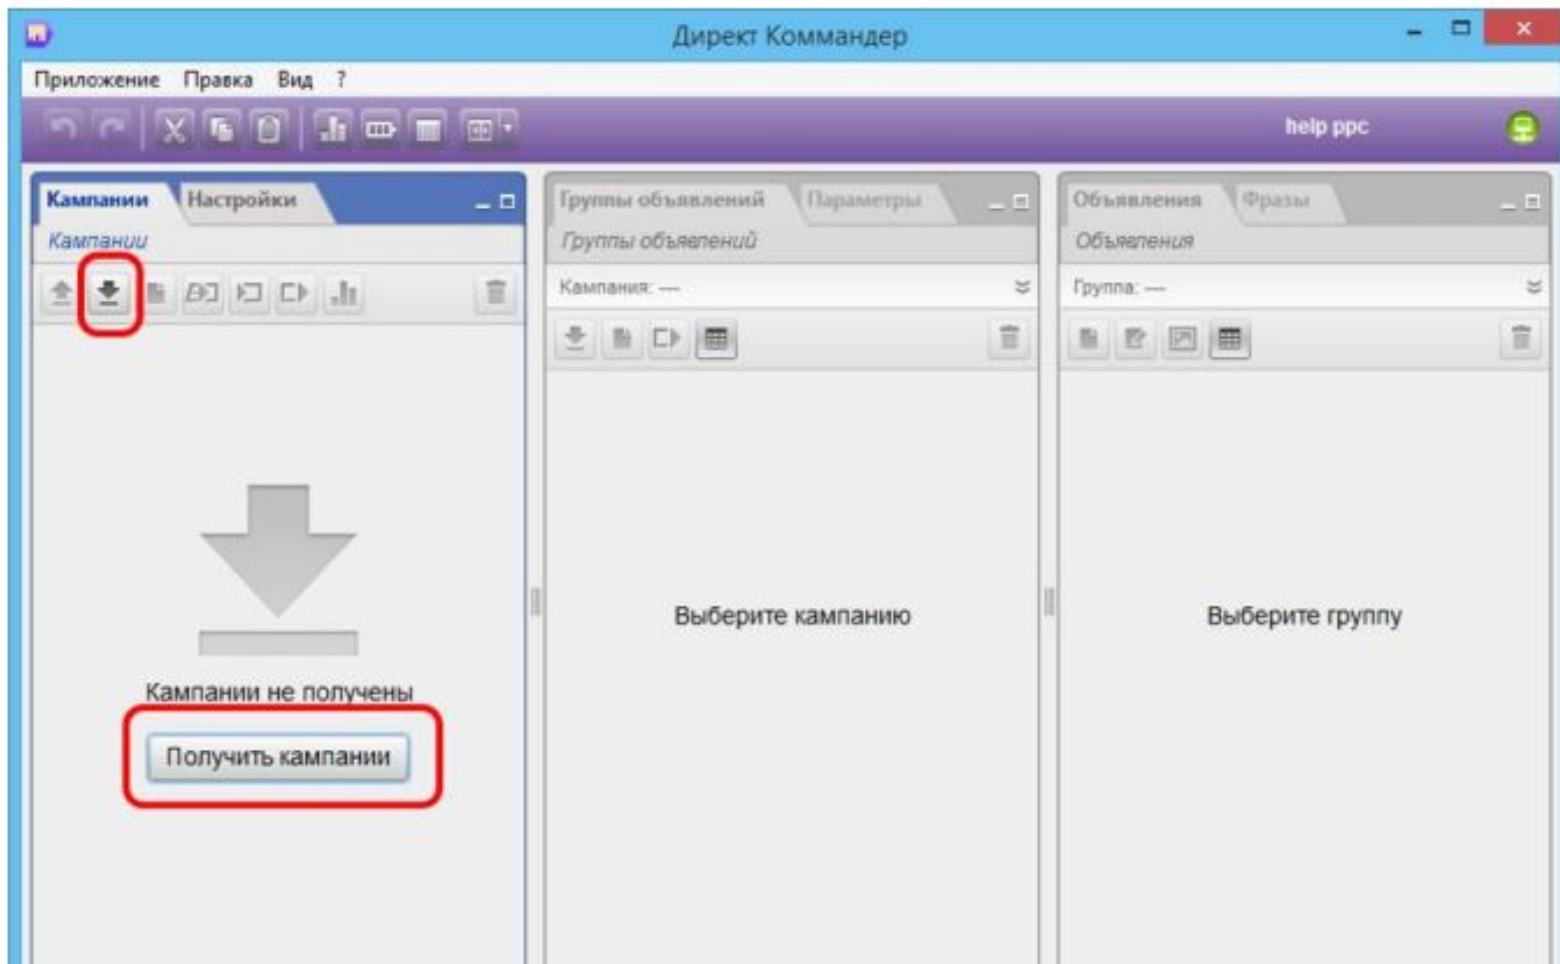 Директ Коммандер
Приложение Правка Вид ?
help ppc
Кампании Настройки
Кампании
Кампании не получены
Получить кампании
Группы объявлений Параметры
Группы объявлений
Кампания: —
Выберите кампанию
Объявления Фразы
Объявления
Группа: —
Выберите группу